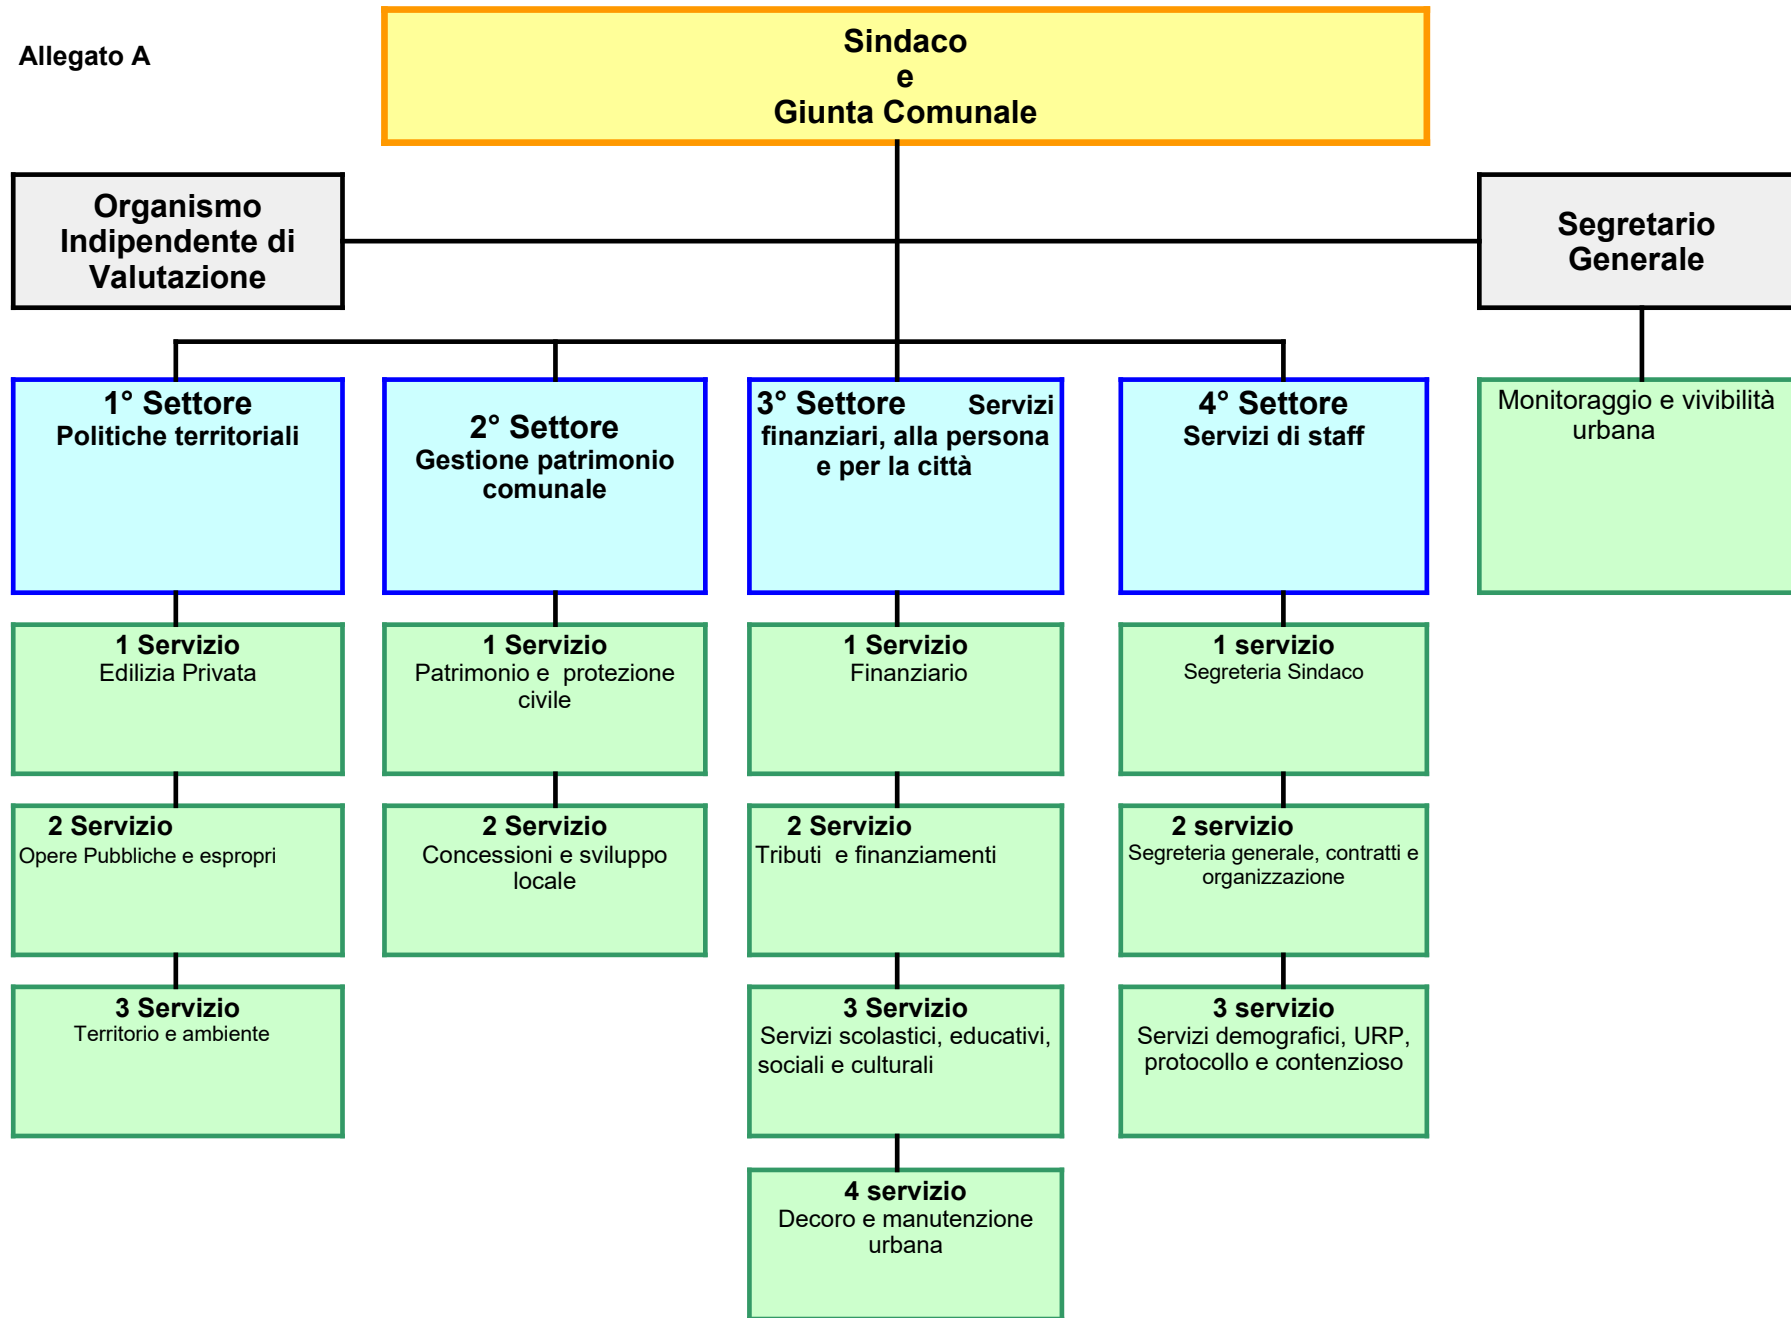 Allegato A
Sindaco
e
Giunta Comunale
Organismo
Indipendente di
Valutazione
Segretario
Generale
1° Settore
Politiche territoriali
2° Settore
Gestione patrimonio
comunale
3° Settore Servizi
finanziari, alla persona
e per la città
4° Settore
Servizi di staff
Monitoraggio e vivibilità
urbana
1 Servizio
Edilizia Privata
1 Servizio
Patrimonio e protezione
civile
1 Servizio
Finanziario
1 servizio
Segreteria Sindaco
2 Servizio
Opere Pubbliche e espropri
2 Servizio
Concessioni e sviluppo
locale
2 Servizio
Tributi e finanziamenti
2 servizio
Segreteria generale, contratti e
organizzazione
3 Servizio
Territorio e ambiente
3 Servizio
Servizi scolastici, educativi,
sociali e culturali
3 servizio
Servizi demografici, URP,
protocollo e contenzioso
4 servizio
Decoro e manutenzione
urbana